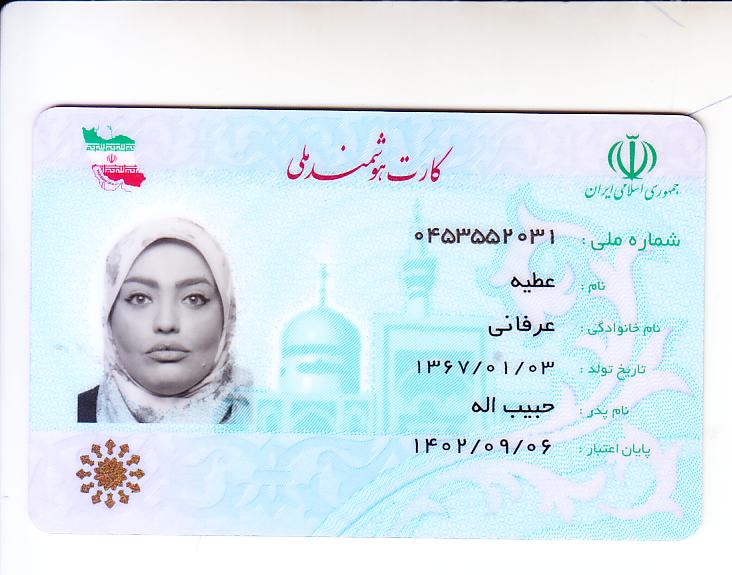 کارت هوشمند ملی
جمهوری اسلامی ایران
شماره ملی : ۰۴۵۳۵۵۲۰۳۱
نام : عطیه
نام خانوادگی : عرفانی
تاریخ تولد : ۱۳۶۷/۰۱/۰۳
نام پدر : حبیب اله
پایان اعتبار : ۱۴۰۲/۰۹/۰۶